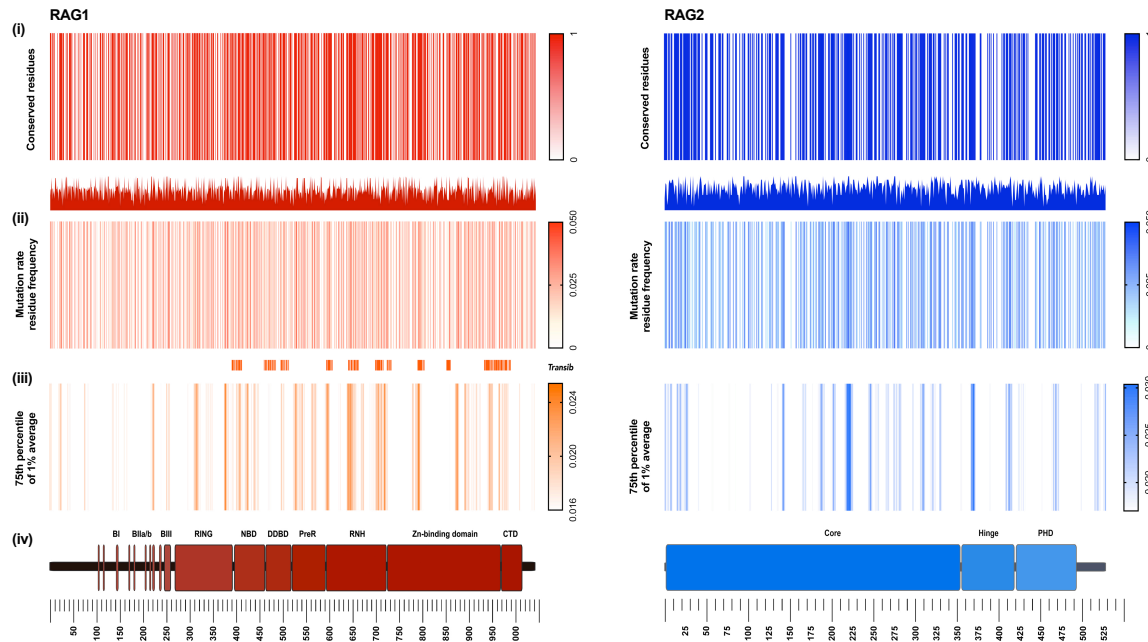 RAG1
RAG2
(i)
Conserved residues
1
0
Conserved residues
0
(ii)
Mutation rate
residue frequency
0.050
0.025
0
Mutation rate
residue frequency
Transib
(iii)
75th percentile
of 1% average
0.024
0.020
0.016
75th percentile
of 1% average
(iv)
BI
BIIa/b
BIII
RING
NBD
DDBD
PreR
RNH
Zn-binding domain
CTD
Core
Hinge
PHD
50
100
150
200
250
300
350
400
450
500
550
600
650
700
750
800
850
900
950
000
25
50
75
100
125
150
175
200
225
250
275
300
325
350
375
400
425
450
475
500
525